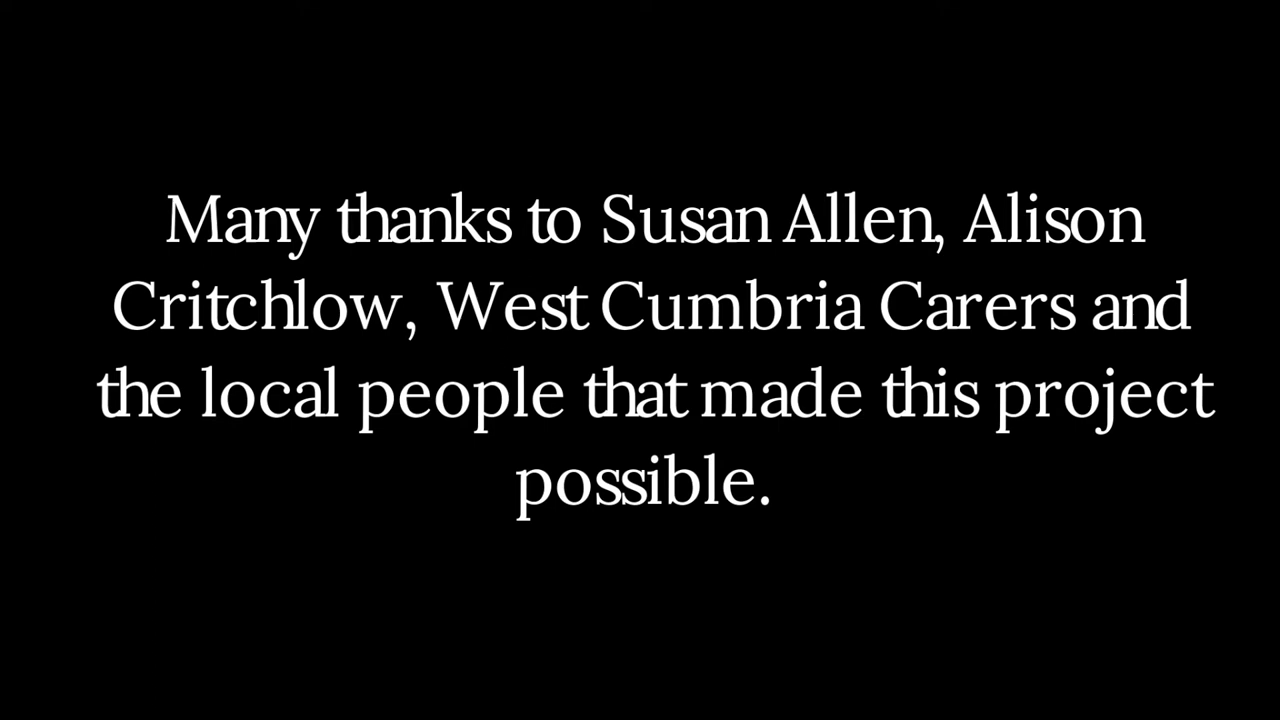 Many thanks to Susan Allen, Alison
Critchlow, West Cumbria Carers and
the local people that made this project
possible.